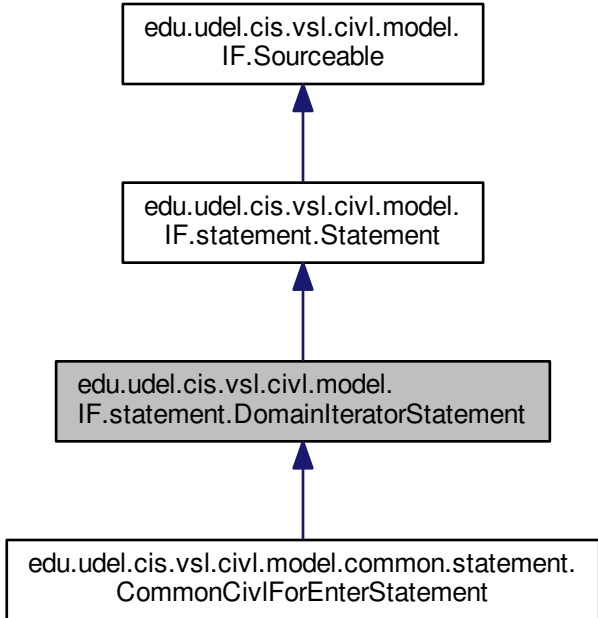 edu.udel.cis.vsl.civl.model.
IF.Sourceable
edu.udel.cis.vsl.civl.model.
IF.statement.Statement
edu.udel.cis.vsl.civl.model.
IF.statement.DomainIteratorStatement
edu.udel.cis.vsl.civl.model.common.statement.
CommonCivlForEnterStatement